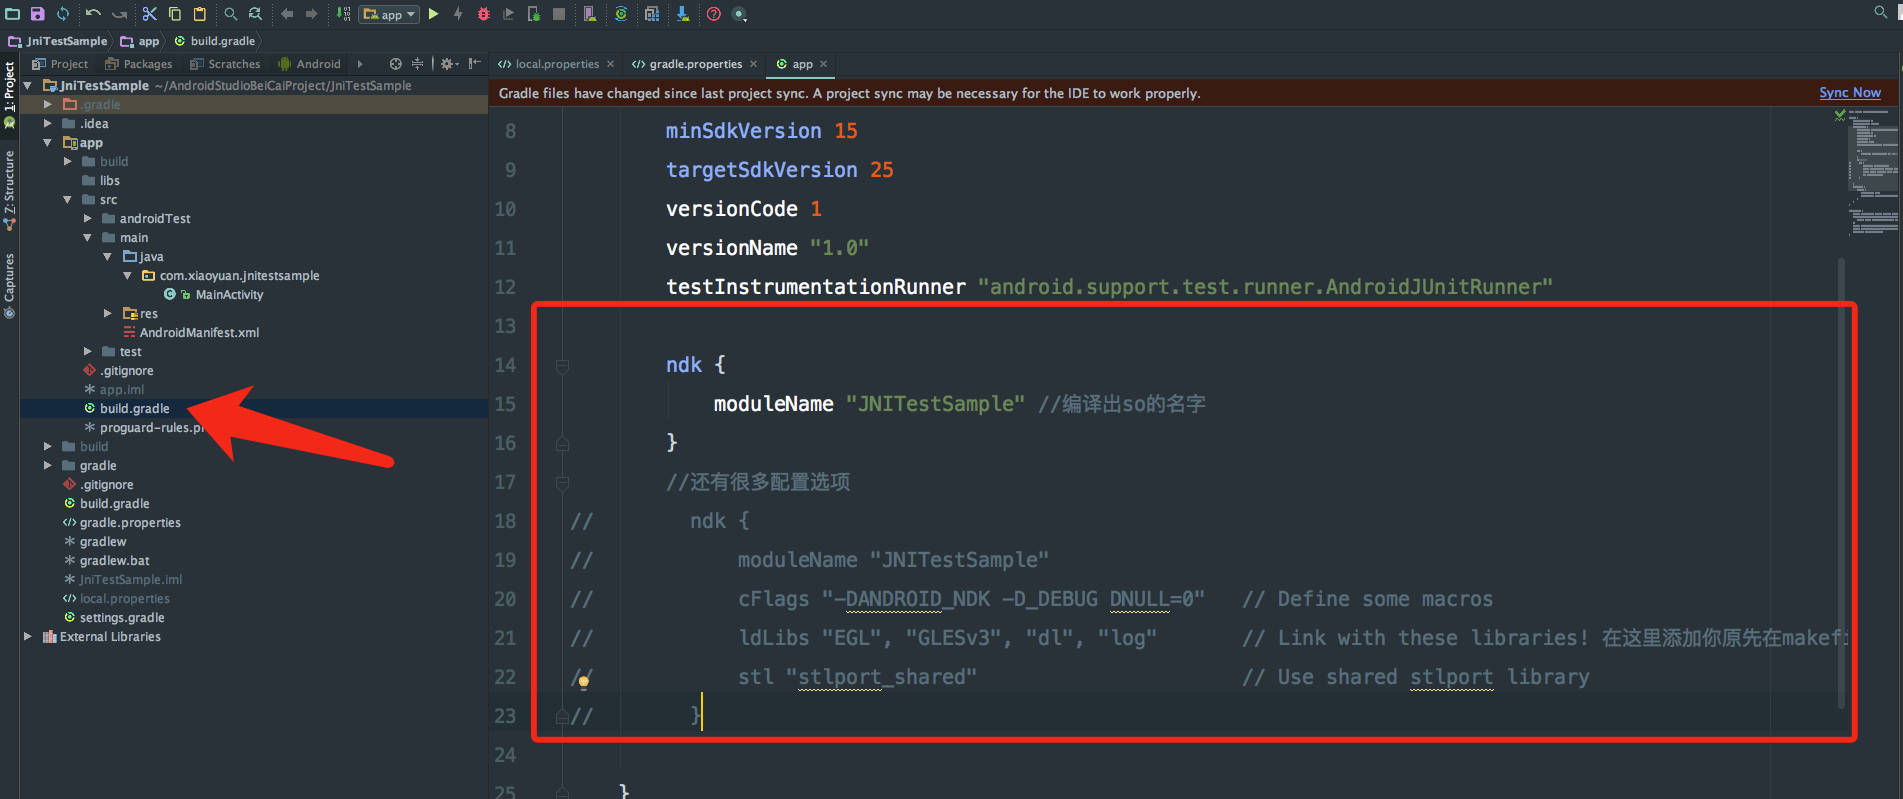 app
JniTestSample
app
build.gradle
Project
Packages
Scratches
Android
local.properties
gradle.properties
app
1: Project
Z: Structure
Captures
JniTestSample ~/AndroidStudioBeiCaiProject/JniTestSample
.gradle
.idea
app
build
libs
src
androidTest
main
java
com.xiaoyuan.jnitestsample
MainActivity
res
AndroidManifest.xml
test
.gitignore
app.iml
build.gradle
proguard-rules.pr
build
gradle
.gitignore
build.gradle
gradle.properties
gradlew
gradlew.bat
JniTestSample.iml
local.properties
settings.gradle
External Libraries
Gradle files have changed since last project sync. A project sync may be necessary for the IDE to work properly.
Sync Now
8 minSdkVersion 15
9 targetSdkVersion 25
10 versionCode 1
11 versionName "1.0"
12 testInstrumentationRunner "android.support.test.runner.AndroidJUnitRunner"
13
14 ndk {
15 moduleName "JNITestSample" //编译出so的名字
16 }
17 //还有很多配置选项
18 // ndk {
19 // moduleName "JNITestSample"
20 // cFlags "-DANDROID_NDK -D_DEBUG DNULL=0" // Define some macros
21 // ldLibs "EGL", "GLESv3", "dl", "log" // Link with these libraries! 在这里添加你原先在makefi
22 // stl "stlport_shared" // Use shared stlport library
23 // }
24
25 }